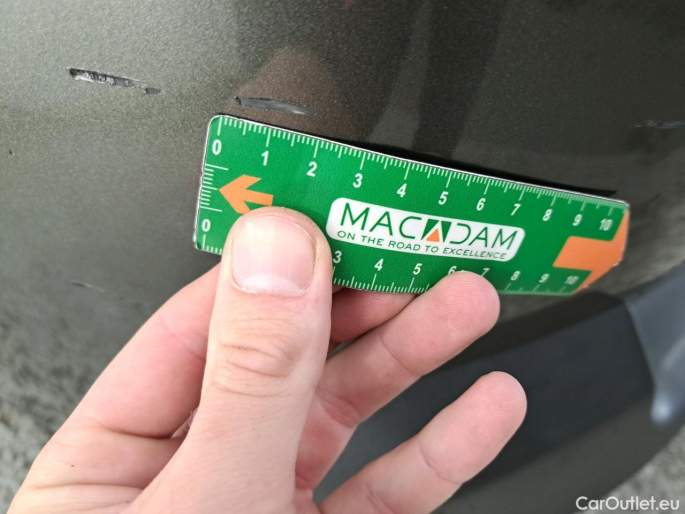 0 1 2 3 4 5 6 7 8 9 10
MACADAM
ON THE ROAD TO EXCELLENCE
0 3 4 5 6 7 8 9 10
CarOutlet.eu